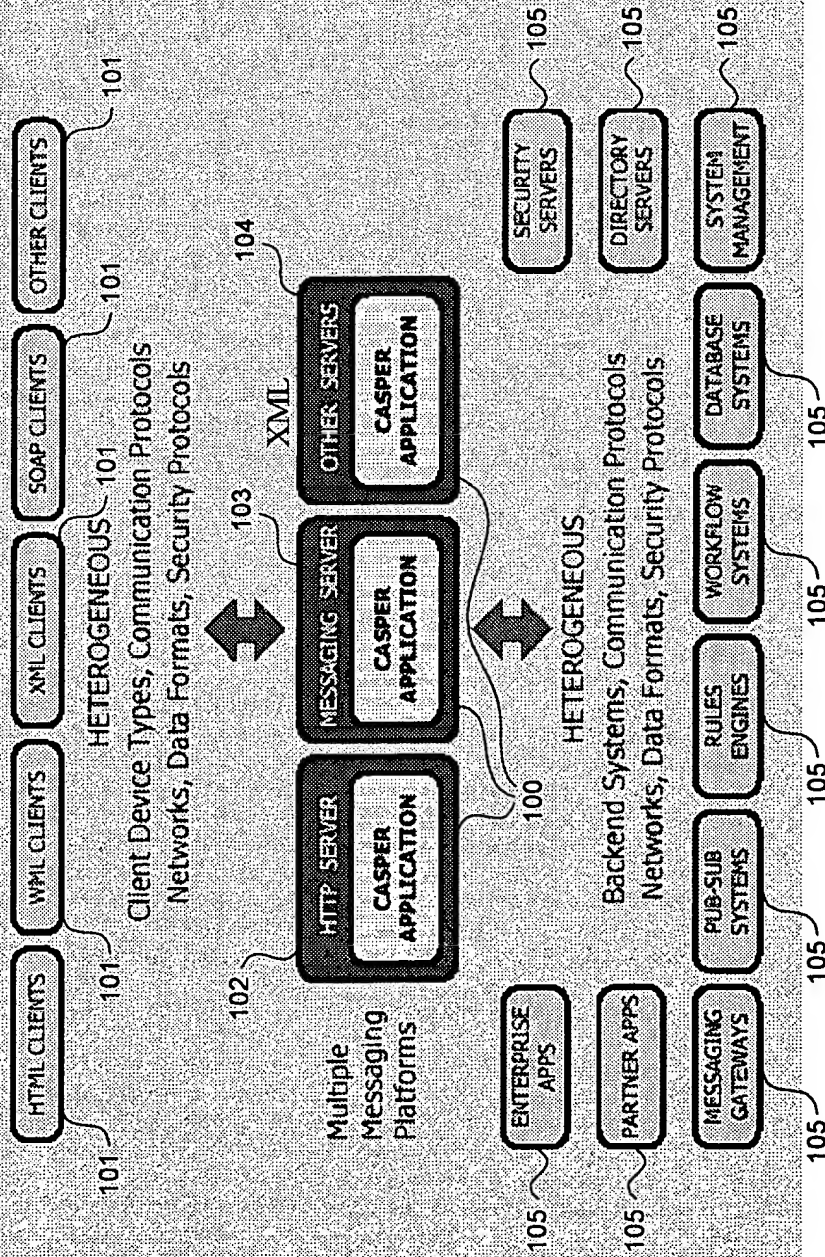 HTML CLIENTS
WML CLIENTS
XML CLIENTS
SOAP CLIENTS
OTHER CLIENTS
101
101
101
101
101
HETEROGENEOUS
Client Device Types, Communication Protocols
Networks, Data Formats, Security Protocols
XML
102
103
104
Multiple
Messaging
Platforms
HTTP SERVER
CASPER
APPLICATION
MESSAGING SERVER
CASPER
APPLICATION
OTHER SERVERS
CASPER
APPLICATION
100
HETEROGENEOUS
Backend Systems, Communication Protocols
Networks, Data Formats, Security Protocols
105
ENTERPRISE
APPS
SECURITY
SERVERS
105
105
PARTNER APPS
DIRECTORY
SERVERS
105
MESSAGING
GATEWAYS
PUB-SUB
SYSTEMS
RULES
ENGINES
WORKFLOW
SYSTEMS
DATABASE
SYSTEMS
SYSTEM
MANAGEMENT
105
105
105
105
105
105